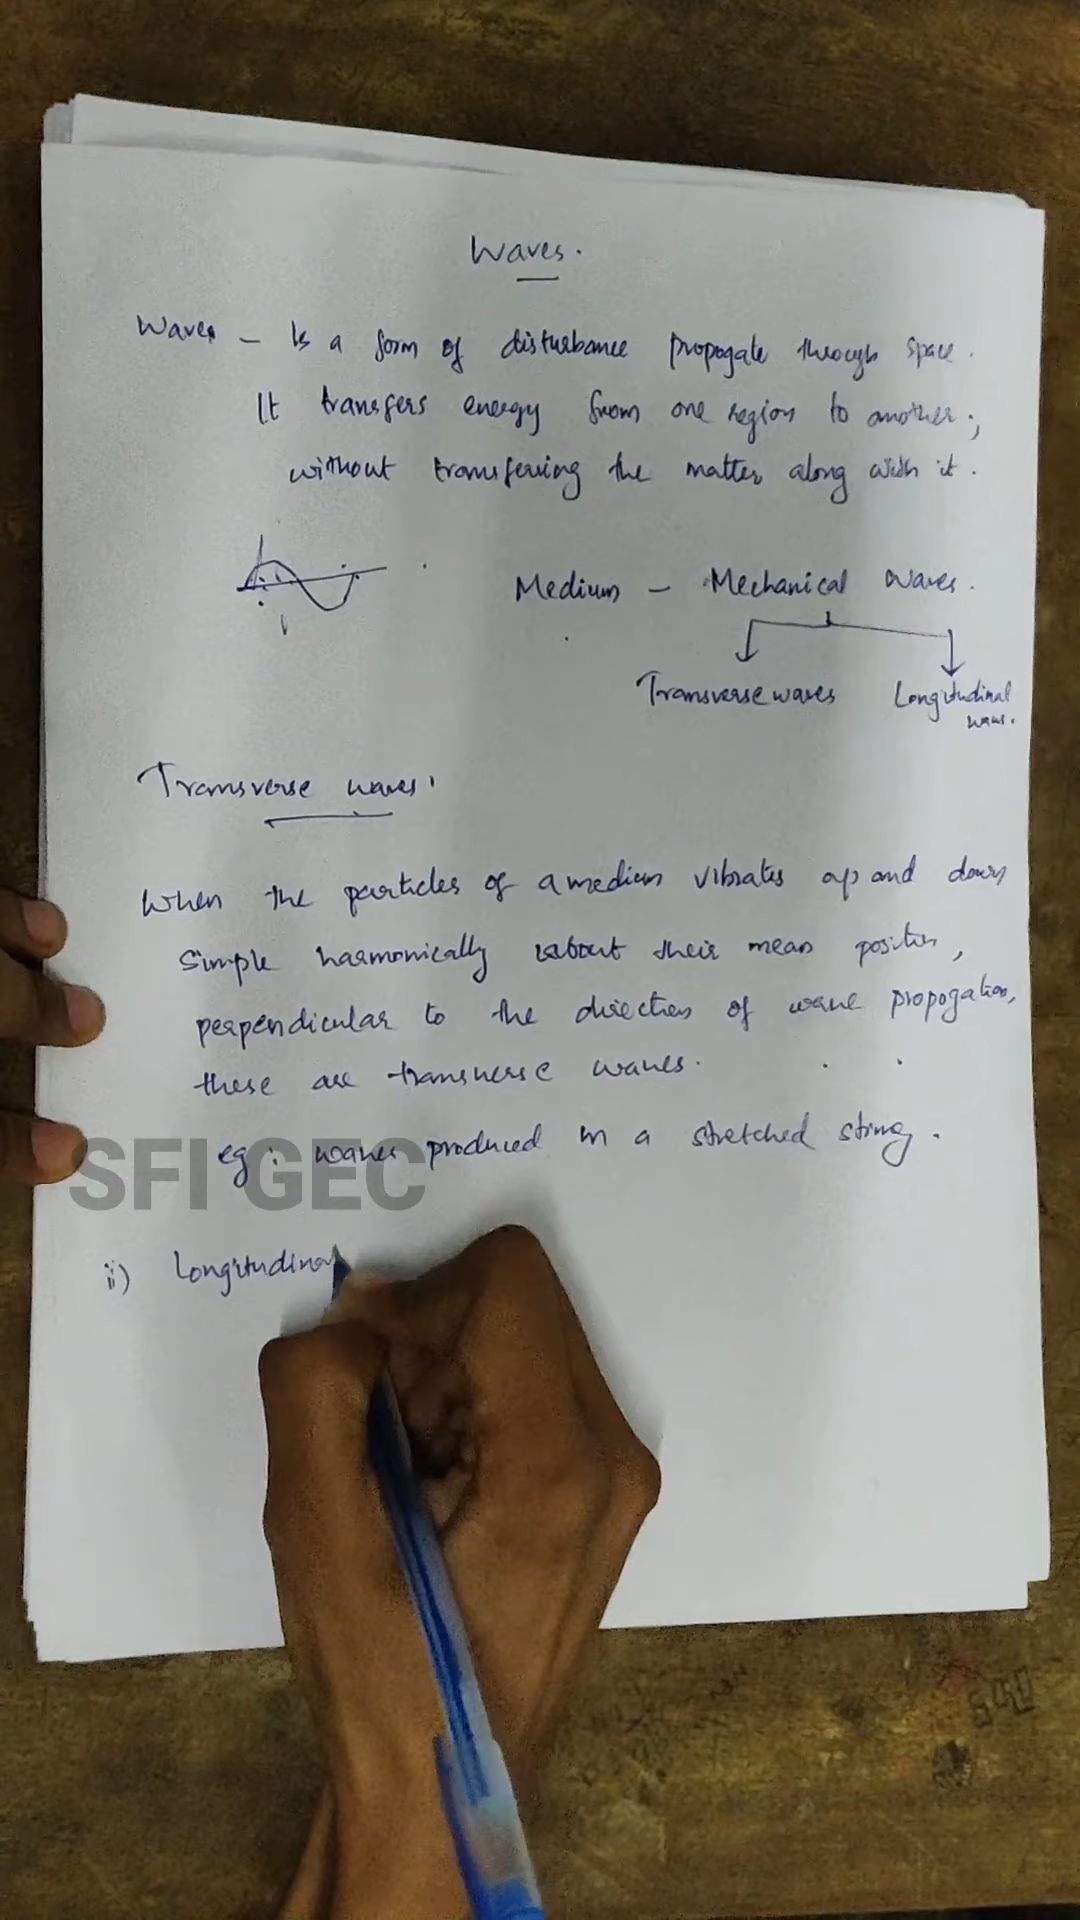 Waves.
Waves - Is a form of disturbance propogate through space.
It transfers energy from one region to another;
without transferring the matter along with it.
Medium - Mechanical waves.
Transverse waves Longitudinal
waves.
Transverse waves.
When the particles of a medium vibrates up and down
simple harmonically about their mean position,
perpendicular to the direction of wave propogation,
these are transverse waves.
eg: waves produced in a stretched string.
SFI GEC
ii) Longitudinal